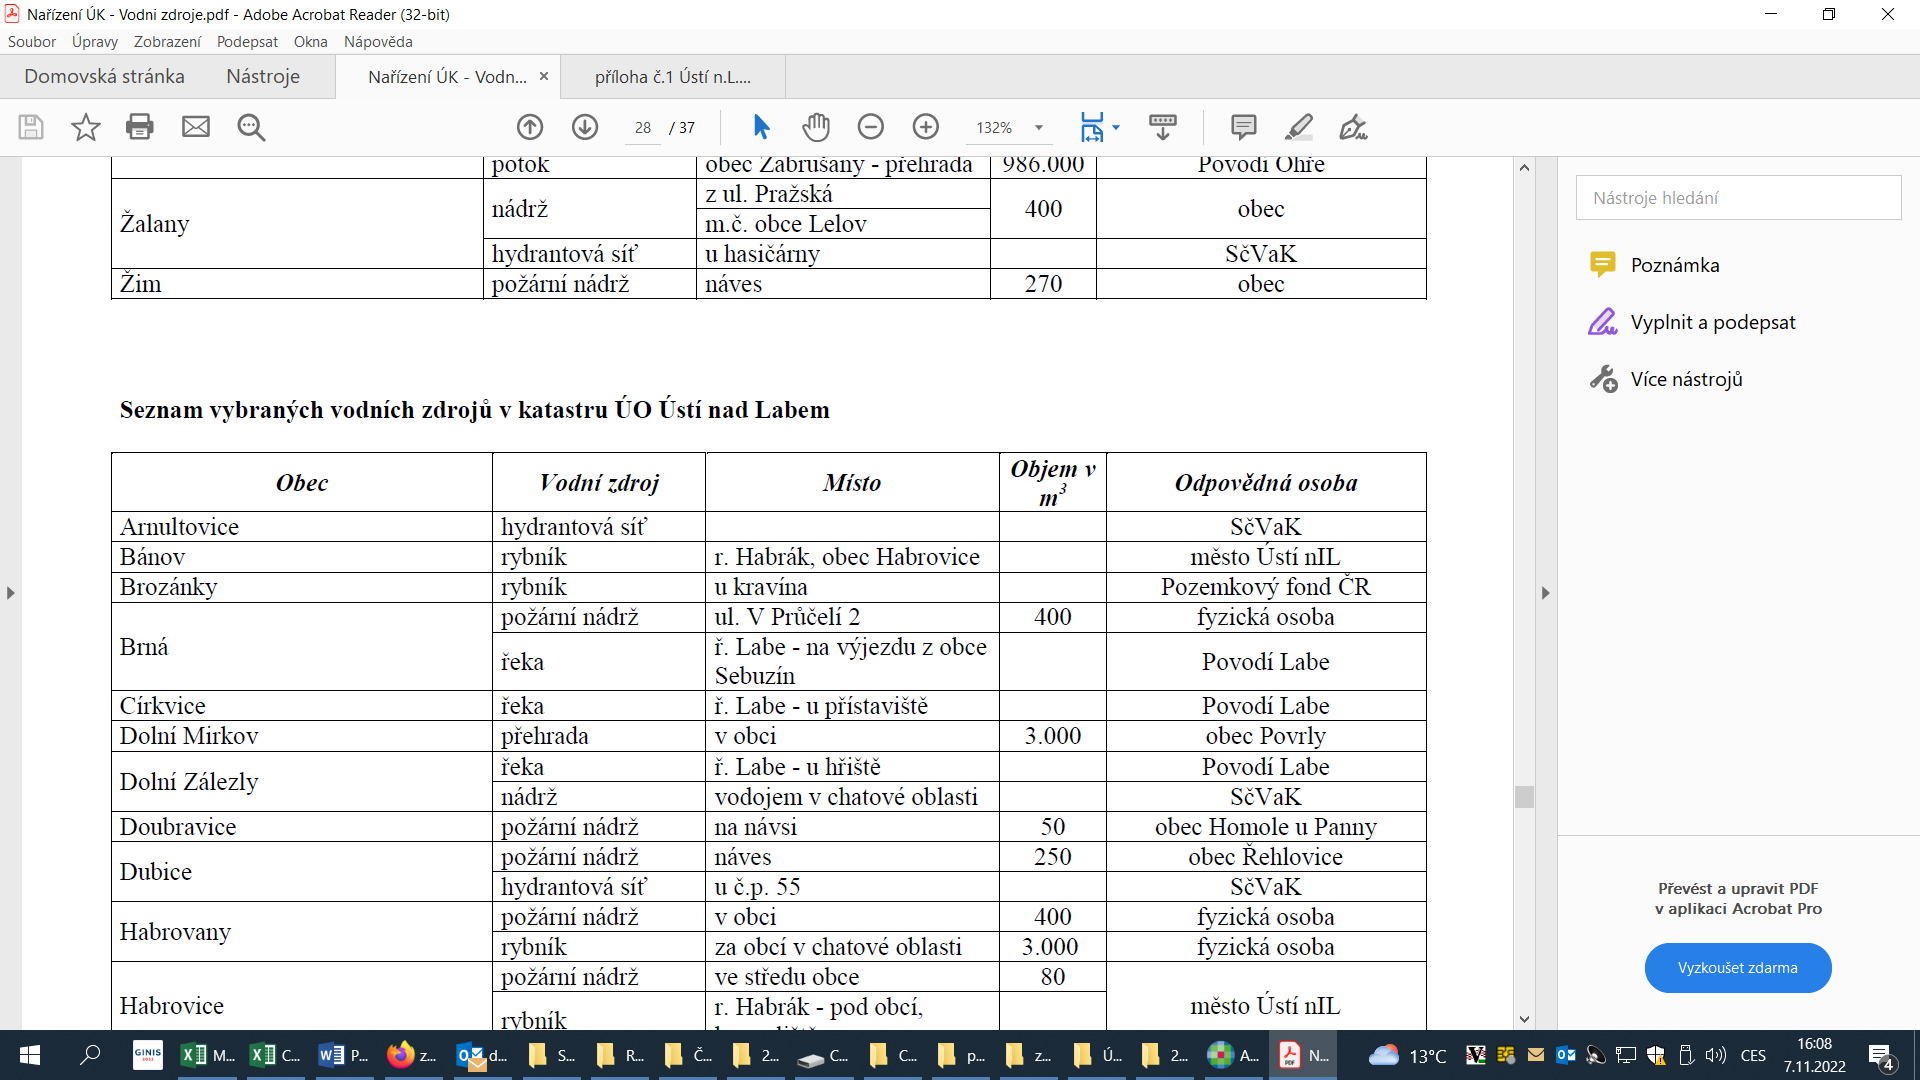 Nařízení ÚK - Vodni zdroje.pdf - Adobe Acrobat Reader (32-bit)
Soubor Úpravy Zobrazení Podepsat Okna Nápověda
Domovská stránka Nástroje Nařízení ÚK - Vodn... příloha č.1 Ústí n.L....
28 / 37 132%
potok obec Zabrušany - přehrada 986.000 Povodí Ohře
Žalany nádrž z ul. Pražská 400 obec
m.č. obce Lelov
hydrantová síť u hasičárny SčVaK
Žim požární nádrž náves 270 obec
Seznam vybraných vodních zdrojů v katastru ÚO Ústí nad Labem
Obec Vodní zdroj Místo Objem v m3 Odpovědná osoba
Arnultovice hydrantová síť SčVaK
Bánov rybník r. Habrák, obec Habrovice město Ústí nlL
Brozánky rybník u kravína Pozemkový fond ČR
Brná požární nádrž ul. V Průčelí 2 400 fyzická osoba
řeka ř. Labe - na výjezdu z obce Sebuzín Povodí Labe
Církvice řeka ř. Labe - u přístaviště Povodí Labe
Dolní Mirkov přehrada v obci 3.000 obec Povrly
Dolní Zálezly řeka ř. Labe - u hřiště Povodí Labe
nádrž vodojem v chatové oblasti SčVaK
Doubravice požární nádrž na návsi 50 obec Homole u Panny
Dubice požární nádrž náves 250 obec Řehlovice
hydrantová síť u č.p. 55 SčVaK
Habrovany požární nádrž v obci 400 fyzická osoba
rybník za obcí v chatové oblasti 3.000 fyzická osoba
Habrovice požární nádrž ve středu obce 80 město Ústí nlL
rybník r. Habrák - pod obcí,
Nástroje hledání
Poznámka
Vyplnit a podepsat
Více nástrojů
Převést a upravit PDF
v aplikaci Acrobat Pro
Vyzkoušet zdarma
GINIS M... C... P... z... d... S... R... Č... 2... C... C... p... z... Ú... 2... A... N... 13°C CES 16:08
7.11.2022 4